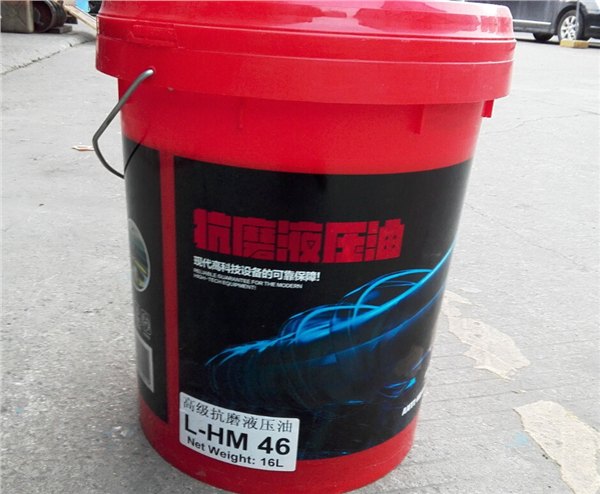 抗磨液压油
现代高科技设备的可靠保障!
RELIABLE GUARANTEE FOR THE MODERN
HIGH-TECH EQUIPMENT!
高级抗磨液压油
L-HM 46
Net Weight: 16L